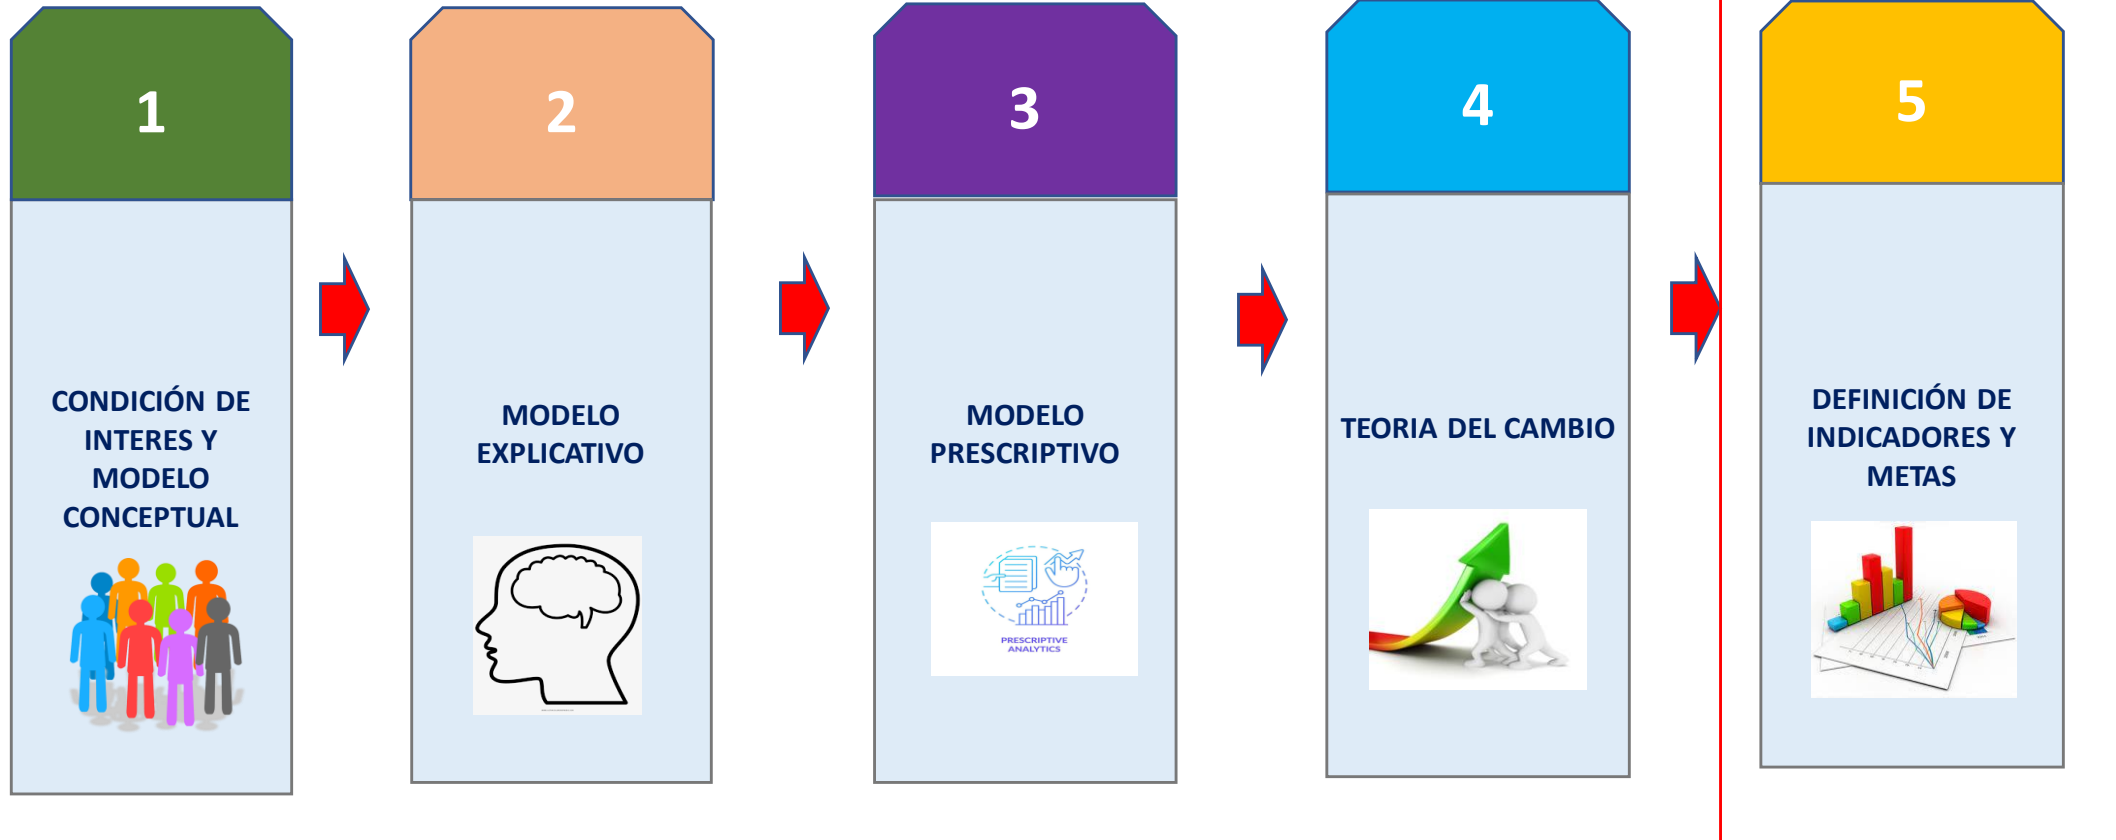 1
CONDICIÓN DE
INTERES Y
MODELO
CONCEPTUAL
2
MODELO
EXPLICATIVO
3
MODELO
PRESCRIPTIVO
PRESCRIPTIVE
ANALYTICS
4
TEORIA DEL CAMBIO
5
DEFINICIÓN DE
INDICADORES Y
METAS